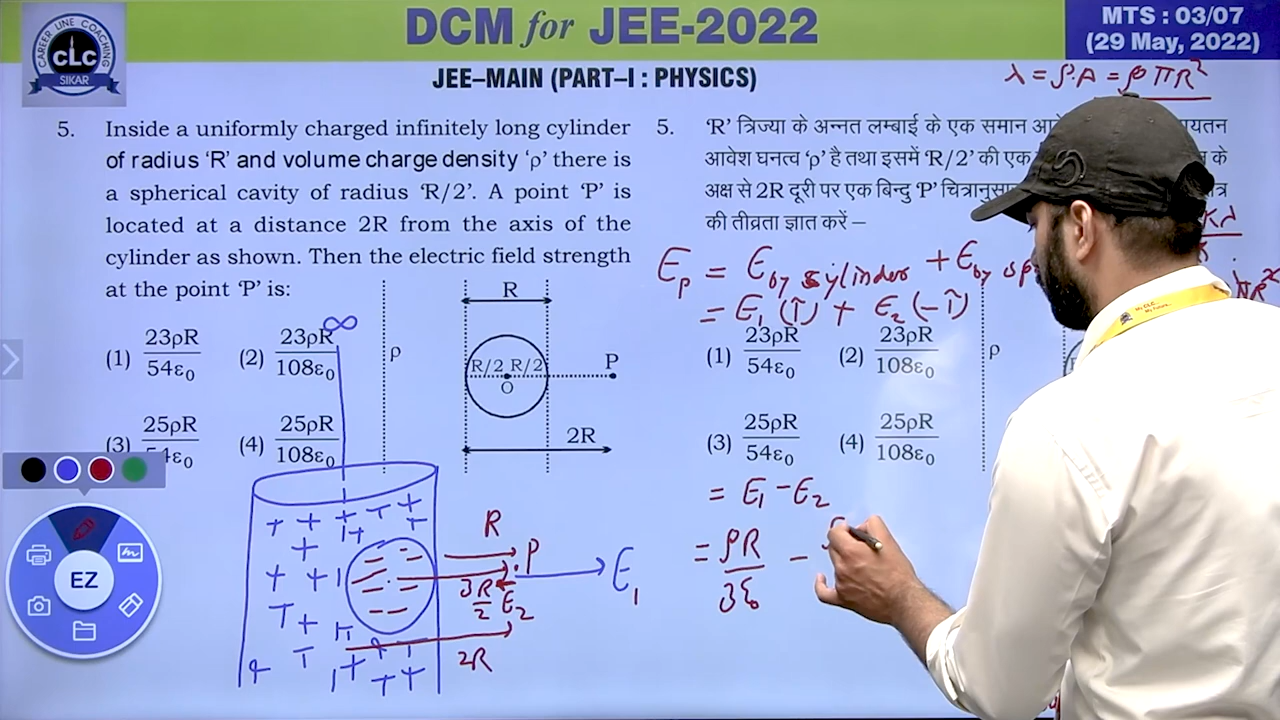 CAREER LINE COACHING
CLC
SIKAR
DCM for JEE-2022
MTS : 03/07
(29 May, 2022)
JEE–MAIN (PART–I : PHYSICS)
λ = ρ.A = ρπR²
5. Inside a uniformly charged infinitely long cylinder
of radius ‘R’ and volume charge density ‘ρ’ there is
a spherical cavity of radius ‘R/2’. A point ‘P’ is
located at a distance 2R from the axis of the
cylinder as shown. Then the electric field strength
at the point ‘P’ is:
(1) 23ρR/54ε₀ (2) 23ρR/108ε₀
(3) 25ρR/54ε₀ (4) 25ρR/108ε₀
ρ
R
R/2 R/2
O
P
2R
5. ‘R’ त्रिज्या के अन्नत लम्बाई के एक समान
आवेश घनत्व ‘ρ’ है तथा इसमें ‘R/2’ की एक के
अक्ष से 2R दूरी पर एक बिन्दु ‘P’
की तीव्रता ज्ञात करें –
E_p = E_by cylinder + E_by
= E₁(î) + E₂(-î)
(1) 23ρR/54ε₀ (2) 23ρR/108ε₀
(3) 25ρR/54ε₀ (4) 25ρR/108ε₀
ρ
= E₁ - E₂
= ρR/3ε₀ -
∞
R
P
E₁
3R/2
E₂
2R
EZ